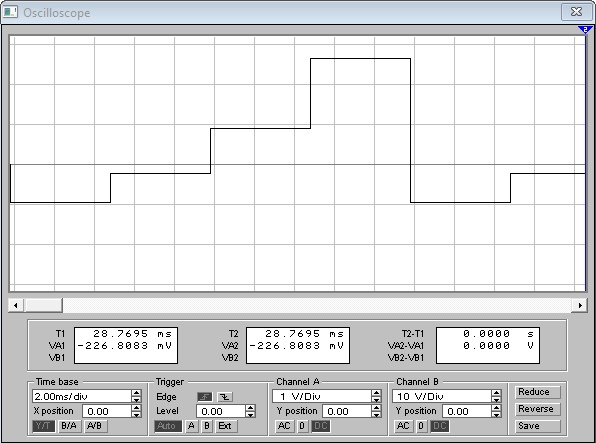 Oscilloscope
2
T1 28.7695 ms T2 28.7695 ms T2-T1 0.0000 s
VA1 -226.8083 mV VA2 -226.8083 mV VA2-VA1 0.0000 V
VB1 VB2 VB2-VB1
Time base Trigger Channel A Channel B
Reduce
2.00ms/div Edge 1 V/Div 10 V/Div
X position 0.00 Level 0.00 Y position 0.00 Y position 0.00 Reverse
Y/T B/A A/B Auto A B Ext AC 0 DC AC 0 DC Save